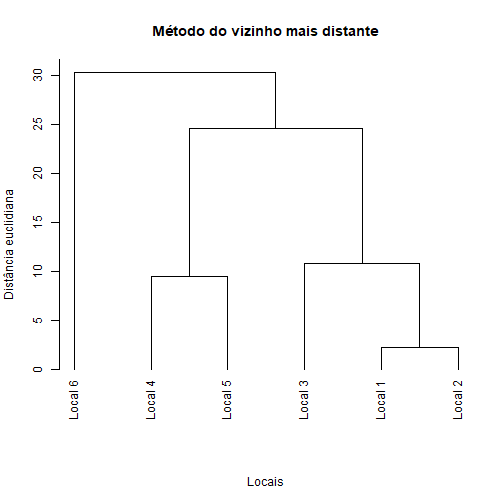 Método do vizinho mais distante
Distância euclidiana
30
25
20
15
10
5
0
Local 6
Local 4
Local 5
Local 3
Local 1
Local 2
Locais